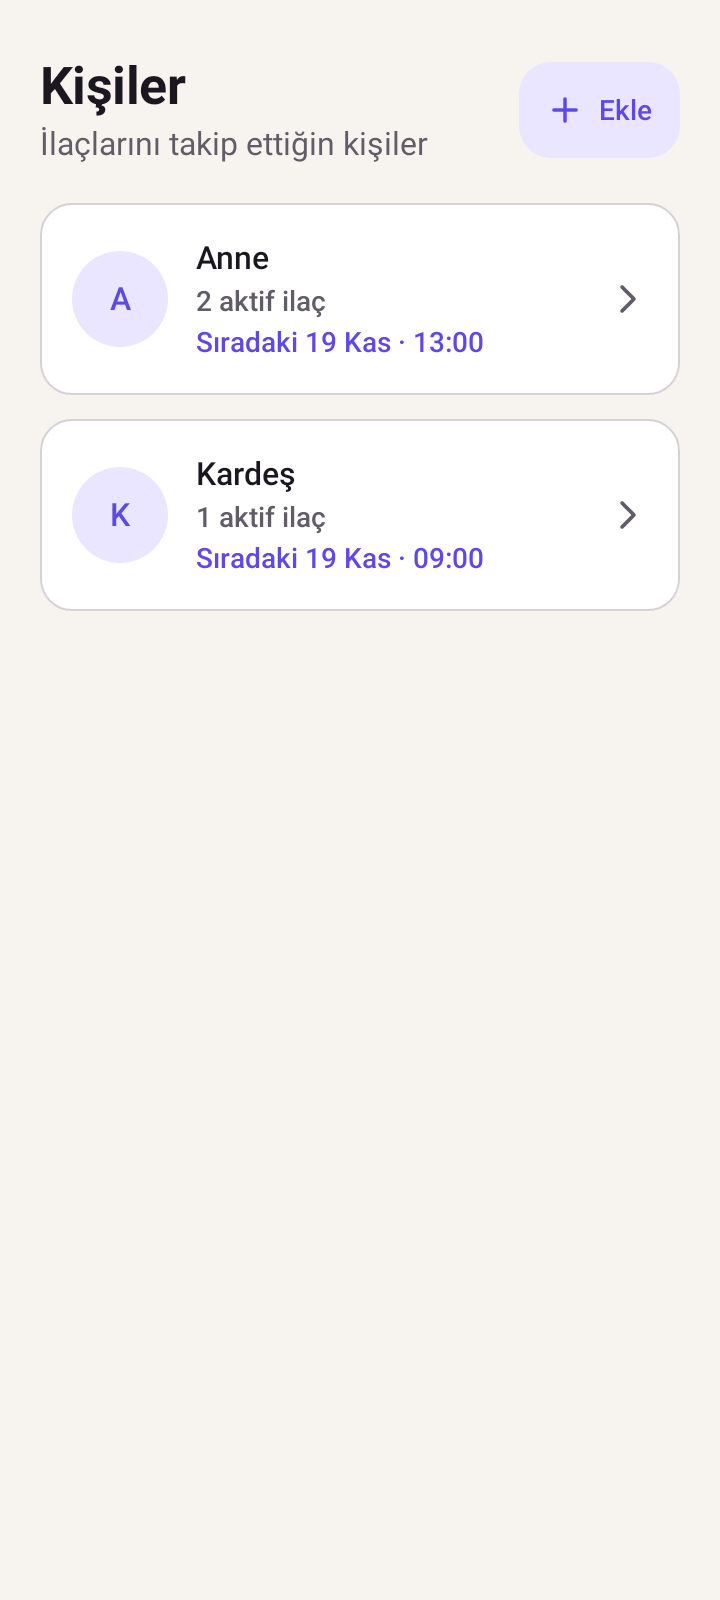 Kişiler
İlaçlarını takip ettiğin kişiler
Ekle
A
Anne
2 aktif ilaç
Sıradaki 19 Kas · 13:00
K
Kardeş
1 aktif ilaç
Sıradaki 19 Kas · 09:00